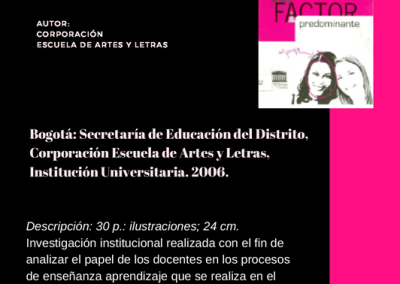 FACTOR
predominante
AUTOR:
CORPORACIÓN
ESCUELA DE ARTES Y LETRAS
Bogotá: Secretaría de Educación del Distrito,
Corporación Escuela de Artes y Letras,
Institución Universitaria. 2006.
Descripción: 30 p.: ilustraciones; 24 cm.
Investigación institucional realizada con el fin de
analizar el papel de los docentes en los procesos
de enseñanza aprendizaje que se realiza en el